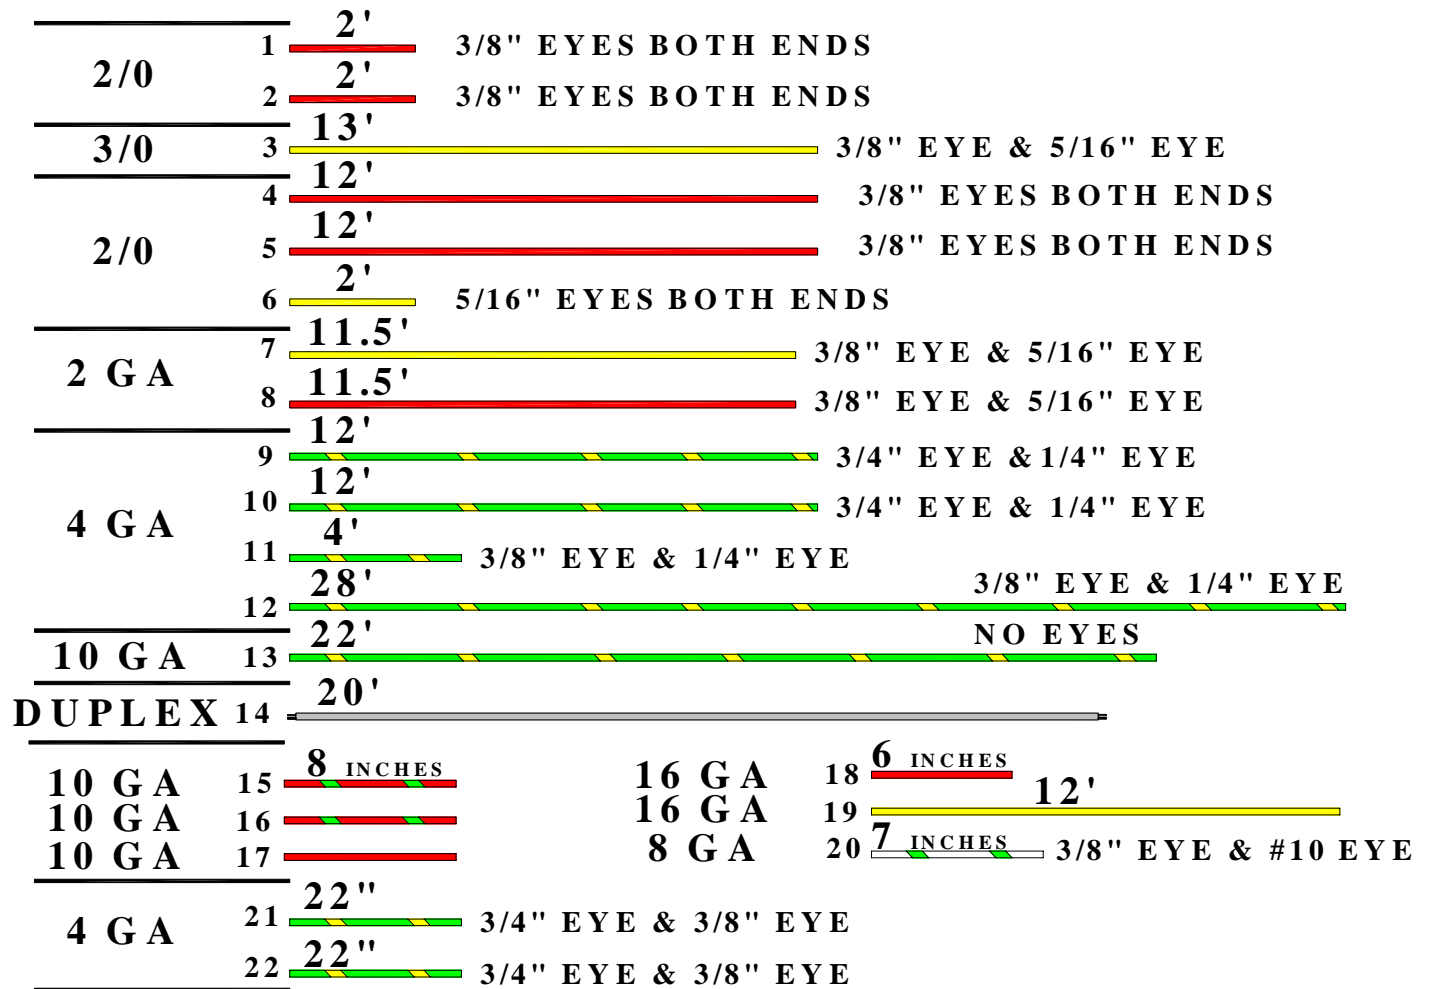 2/0
1 2' 3/8" EYES BOTH ENDS
2 2' 3/8" EYES BOTH ENDS
3/0 3 13' 3/8" EYE & 5/16" EYE
2/0
4 12' 3/8" EYES BOTH ENDS
5 12' 3/8" EYES BOTH ENDS
6 2' 5/16" EYES BOTH ENDS
2 GA
7 11.5' 3/8" EYE & 5/16" EYE
8 11.5' 3/8" EYE & 5/16" EYE
4 GA
9 12' 3/4" EYE & 1/4" EYE
10 12' 3/4" EYE & 1/4" EYE
11 4' 3/8" EYE & 1/4" EYE
12 28' 3/8" EYE & 1/4" EYE
10 GA 13 22' NO EYES
DUPLEX 14 20'
10 GA 15 8 INCHES
10 GA 16
10 GA 17
16 GA 18 6 INCHES
16 GA 19 12'
8 GA 20 7 INCHES 3/8" EYE & #10 EYE
4 GA
21 22" 3/4" EYE & 3/8" EYE
22 22" 3/4" EYE & 3/8" EYE